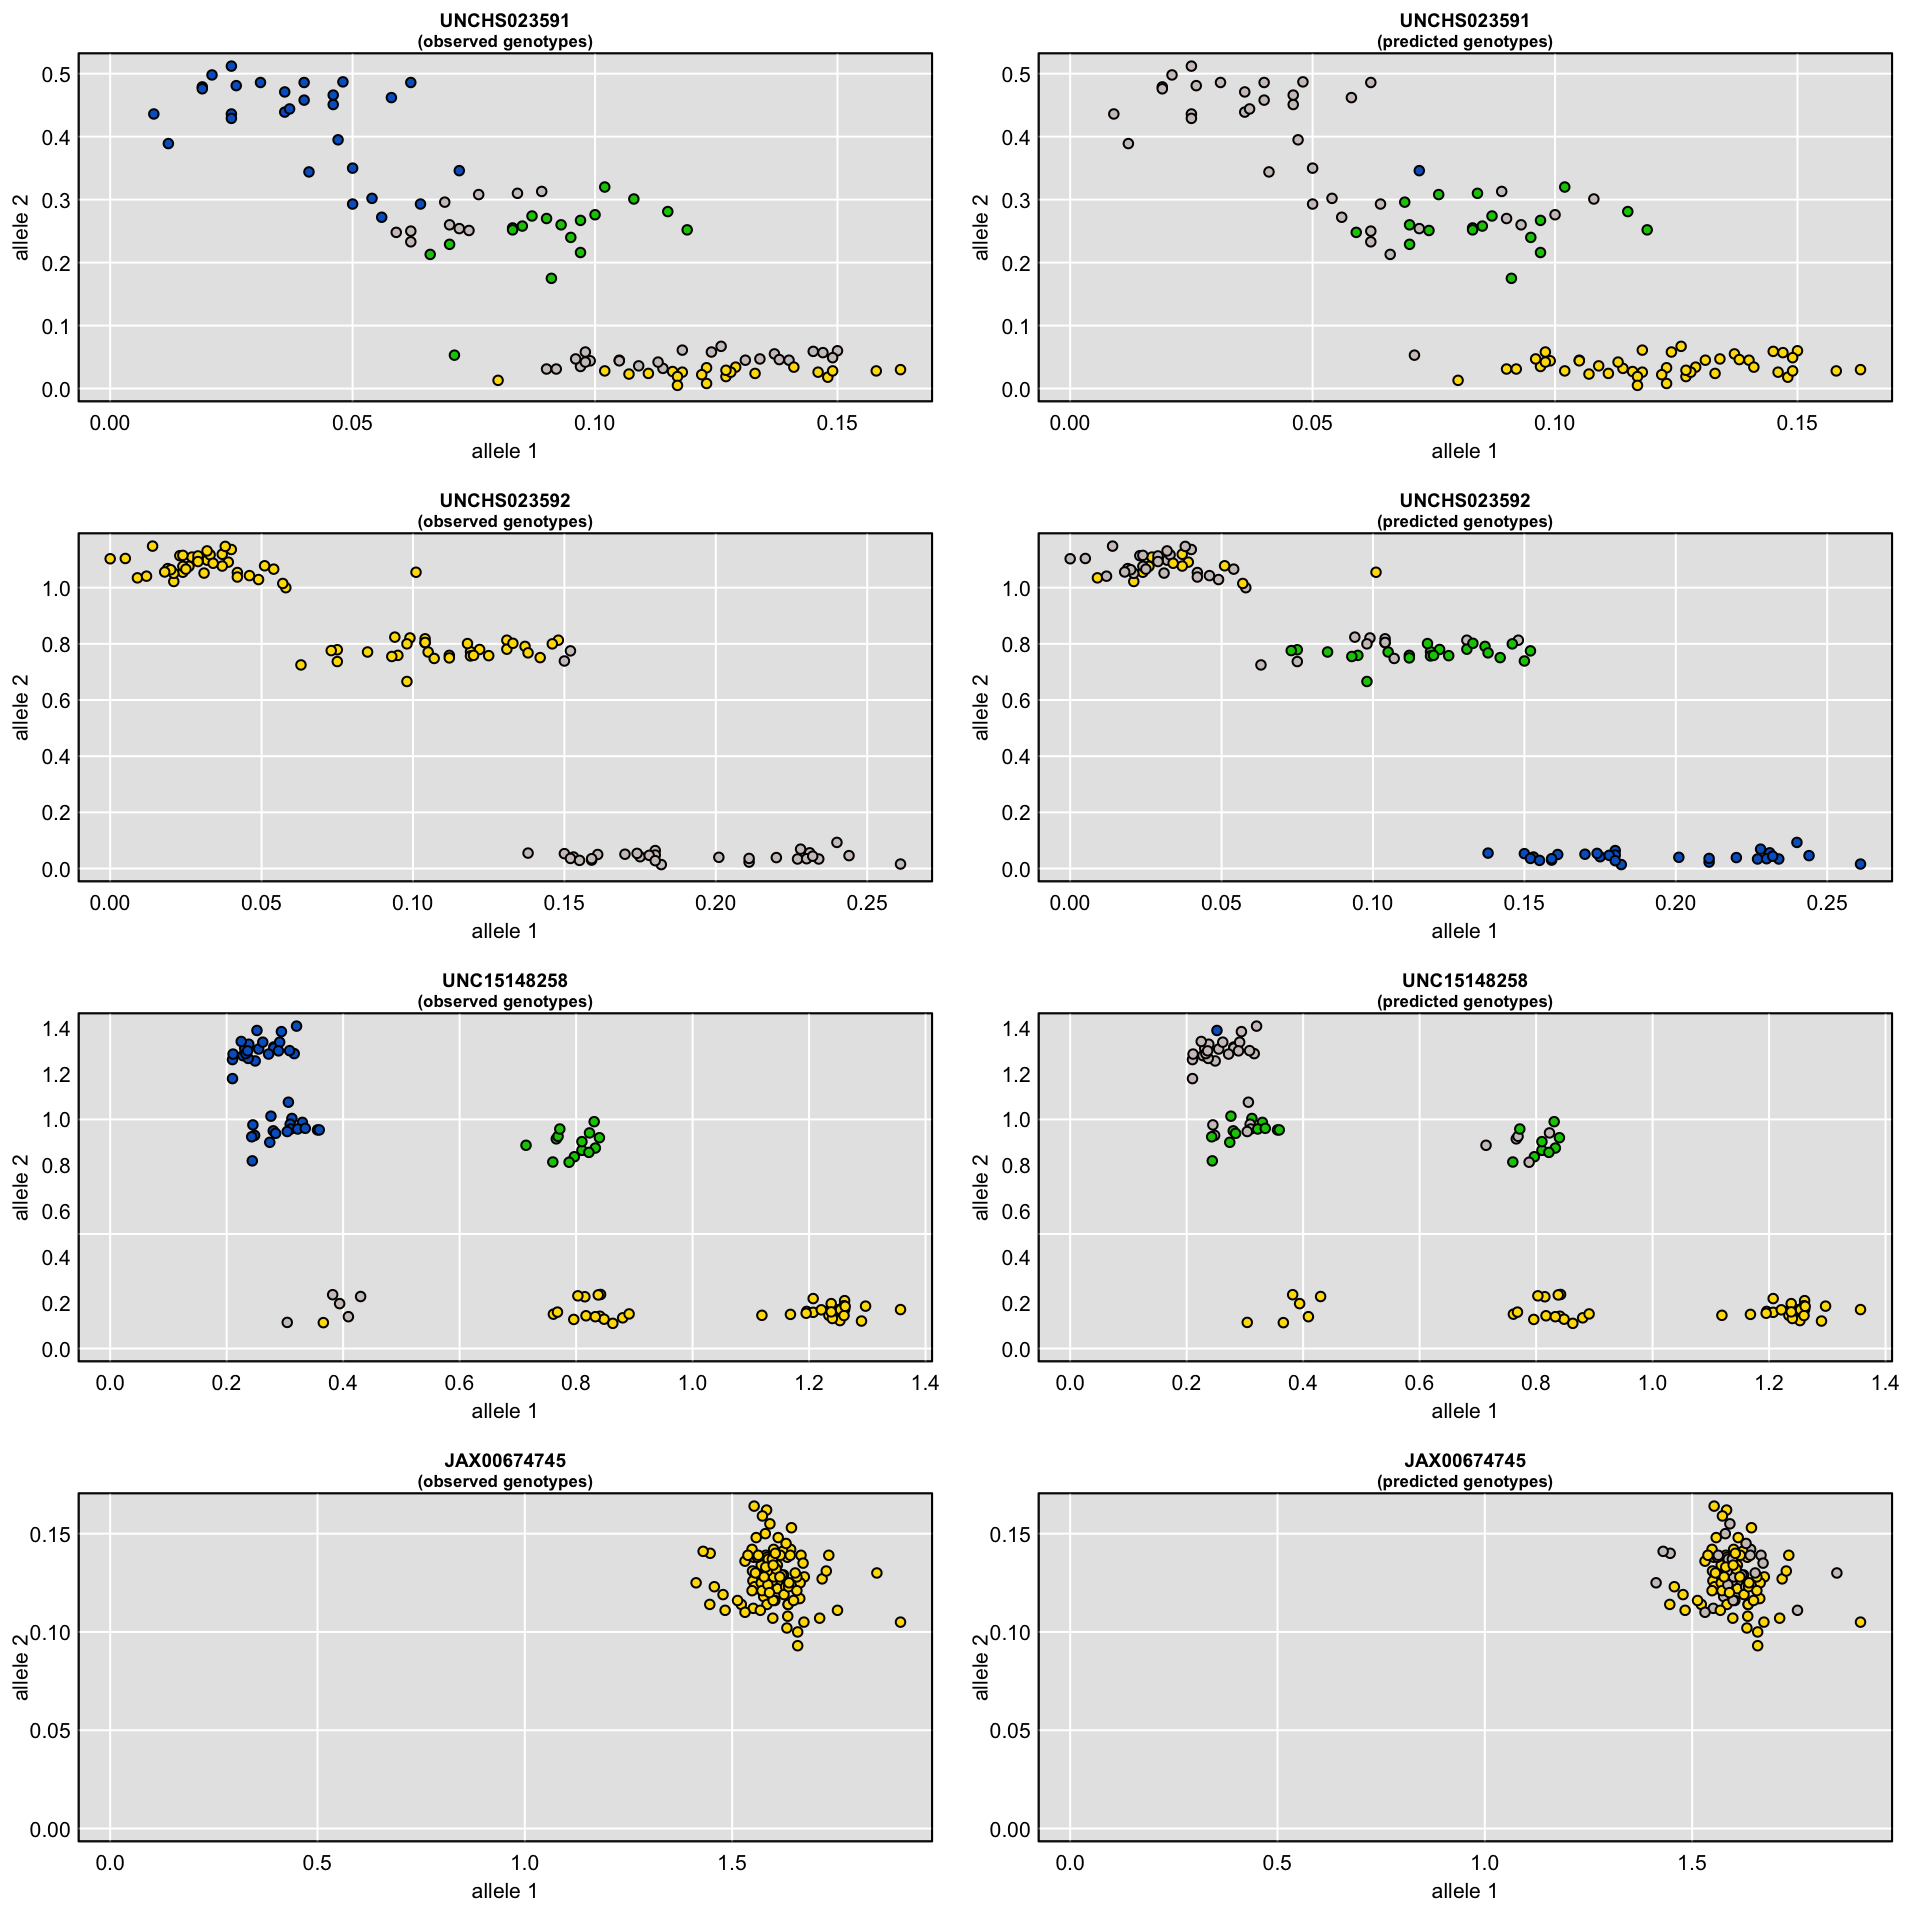 UNCHS023591
(observed genotypes)
allele 2
0.5
0.4
0.3
0.2
0.1
0.0
0.00 0.05 0.10 0.15
allele 1
UNCHS023591
(predicted genotypes)
allele 2
0.5
0.4
0.3
0.2
0.1
0.0
0.00 0.05 0.10 0.15
allele 1
UNCHS023592
(observed genotypes)
allele 2
1.0
0.8
0.6
0.4
0.2
0.0
0.00 0.05 0.10 0.15 0.20 0.25
allele 1
UNCHS023592
(predicted genotypes)
allele 2
1.0
0.8
0.6
0.4
0.2
0.0
0.00 0.05 0.10 0.15 0.20 0.25
allele 1
UNC15148258
(observed genotypes)
allele 2
1.4
1.2
1.0
0.8
0.6
0.4
0.2
0.0
0.0 0.2 0.4 0.6 0.8 1.0 1.2 1.4
allele 1
UNC15148258
(predicted genotypes)
allele 2
1.4
1.2
1.0
0.8
0.6
0.4
0.2
0.0
0.0 0.2 0.4 0.6 0.8 1.0 1.2 1.4
allele 1
JAX00674745
(observed genotypes)
allele 2
0.15
0.10
0.05
0.00
0.0 0.5 1.0 1.5
allele 1
JAX00674745
(predicted genotypes)
allele 2
0.15
0.10
0.05
0.00
0.0 0.5 1.0 1.5
allele 1